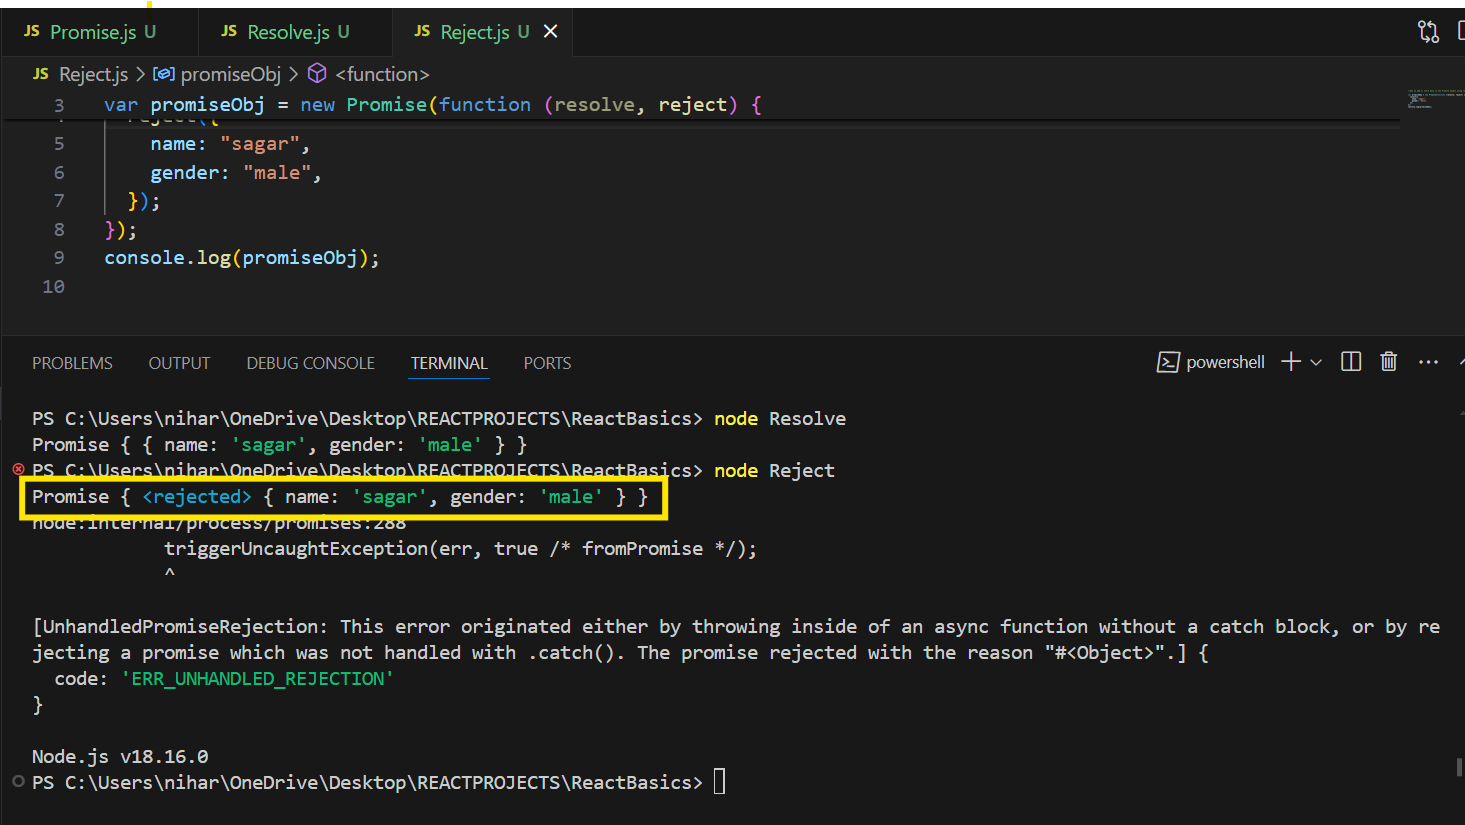 JS Promise.js U JS Resolve.js U JS Reject.js U
JS Reject.js > promiseObj > <function>
3 var promiseObj = new Promise(function (resolve, reject) {
reject({
5 name: "sagar",
6 gender: "male",
7 });
8 });
9 console.log(promiseObj);
10
PROBLEMS OUTPUT DEBUG CONSOLE TERMINAL PORTS powershell
PS C:\Users\nihar\OneDrive\Desktop\REACTPROJECTS\ReactBasics> node Resolve
Promise { { name: 'sagar', gender: 'male' } }
PS C:\Users\nihar\OneDrive\Desktop\REACTPROJECTS\ReactBasics> node Reject
Promise { <rejected> { name: 'sagar', gender: 'male' } }
node:internal/process/promises:288
triggerUncaughtException(err, true /* fromPromise */);
^
[UnhandledPromiseRejection: This error originated either by throwing inside of an async function without a catch block, or by re
jecting a promise which was not handled with .catch(). The promise rejected with the reason "#<Object>".] {
code: 'ERR_UNHANDLED_REJECTION'
}
Node.js v18.16.0
PS C:\Users\nihar\OneDrive\Desktop\REACTPROJECTS\ReactBasics>